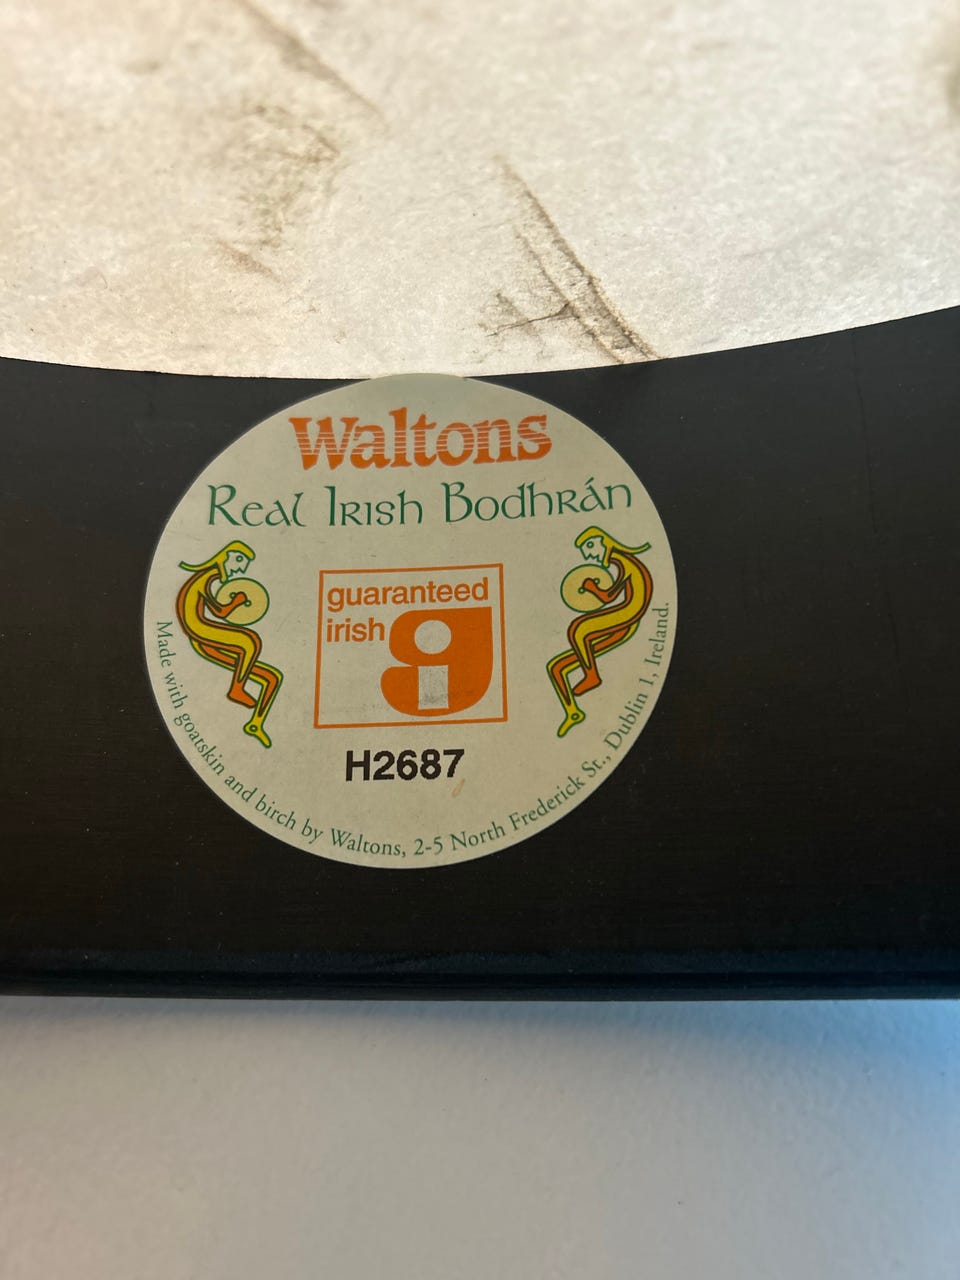 Waltons
Real Irish Bodhrán
guaranteed
irish
gi
H2687
Made with goatskin and birch by Waltons, 2-5 North Frederick St., Dublin 1, Ireland.